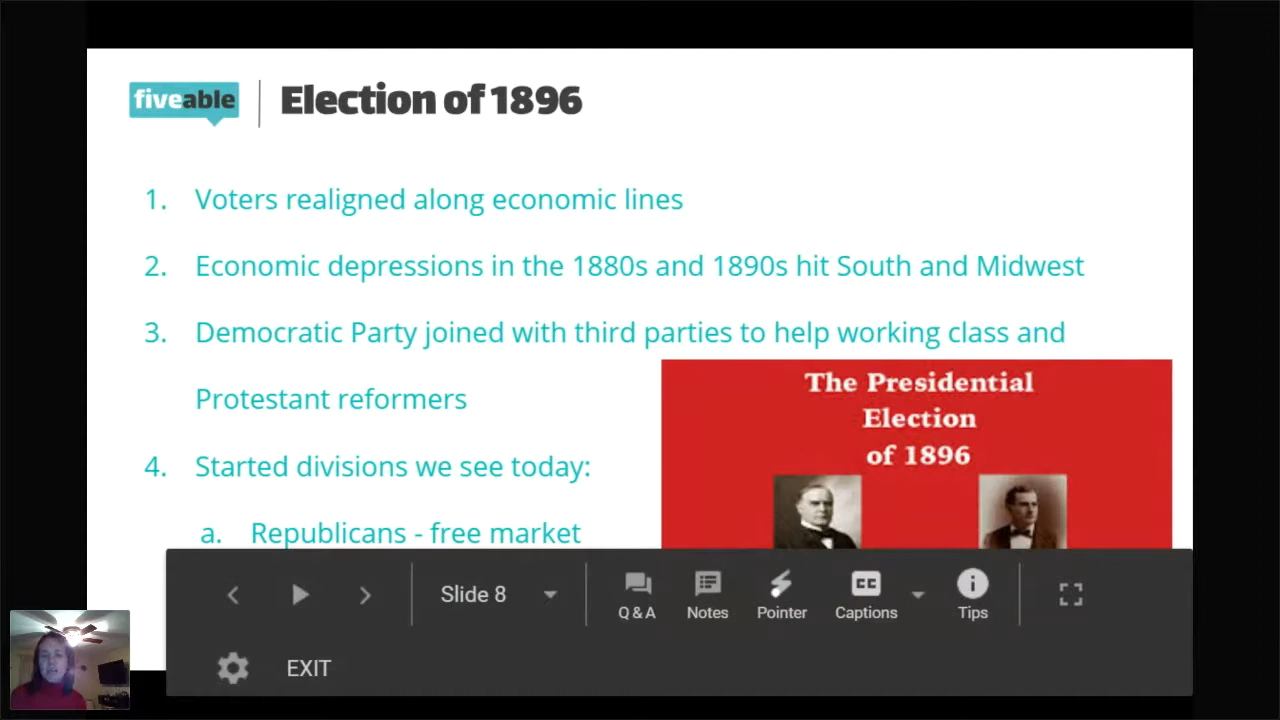 fiveable
Election of 1896
1. Voters realigned along economic lines
2. Economic depressions in the 1880s and 1890s hit South and Midwest
3. Democratic Party joined with third parties to help working class and
Protestant reformers
4. Started divisions we see today:
a. Republicans - free market
The Presidential
Election
of 1896
Slide 8
Q & A
Notes
Pointer
CC
Captions
Tips
EXIT